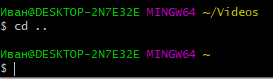 Иван@DESKTOP-2N7E32E MINGW64 ~/Videos
$ cd ..
Иван@DESKTOP-2N7E32E MINGW64 ~
$